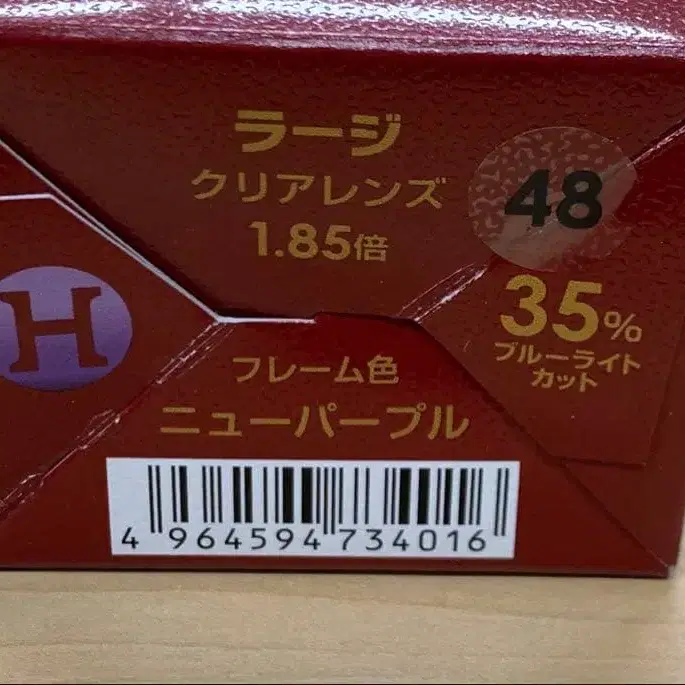 ラージ
クリアレンズ
1.85倍
48
35%
ブルーライト
カット
H
フレーム色
ニューパープル
4 964594 734016